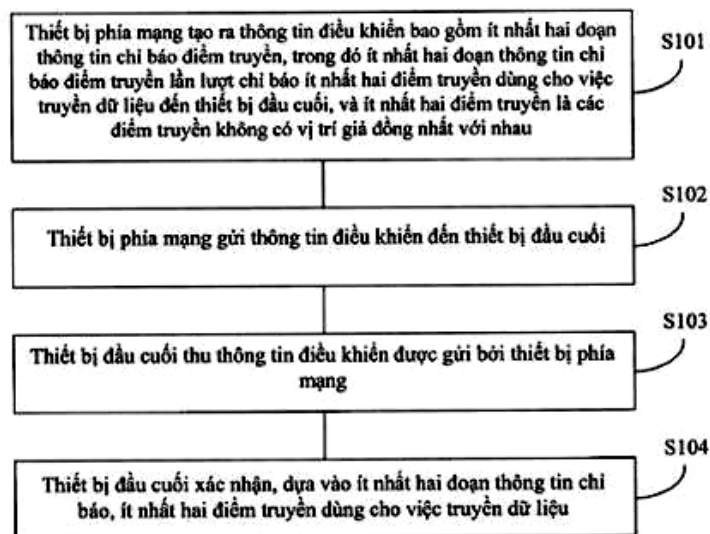 Thiết bị phía mạng tạo ra thông tin điều khiển bao gồm ít nhất hai đoạn
thông tin chỉ báo điểm truyền, trong đó ít nhất hai đoạn thông tin chỉ
báo điểm truyền lần lượt chỉ báo ít nhất hai điểm truyền dùng cho việc
truyền dữ liệu đến thiết bị đầu cuối, và ít nhất hai điểm truyền là các
điểm truyền không có vị trí giả đồng nhất với nhau
S101
Thiết bị phía mạng gửi thông tin điều khiển đến thiết bị đầu cuối
S102
Thiết bị đầu cuối thu thông tin điều khiển được gửi bởi thiết bị phía
mạng
S103
Thiết bị đầu cuối xác nhận, dựa vào ít nhất hai đoạn thông tin chỉ
báo, ít nhất hai điểm truyền dùng cho việc truyền dữ liệu
S104